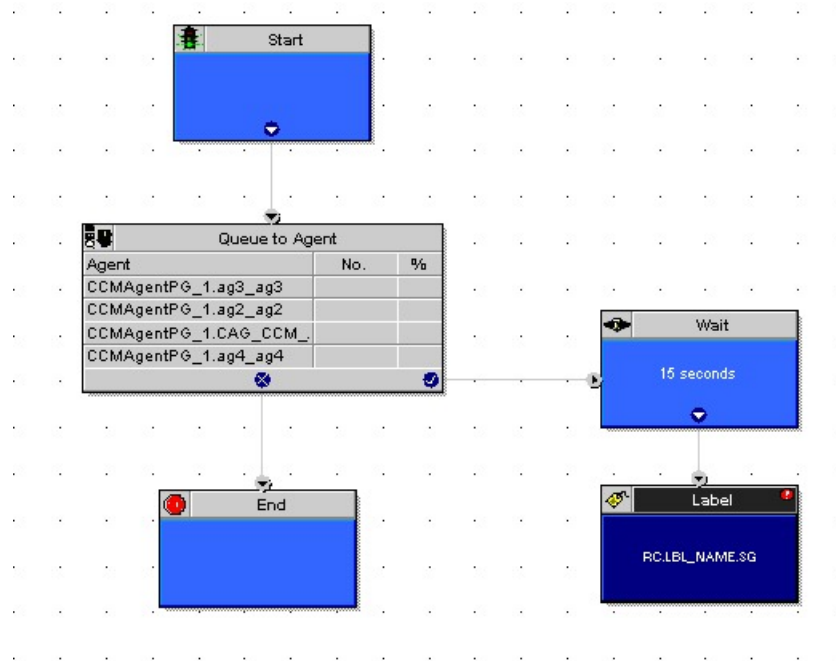 Start
Queue to Agent
Agent No. %
CCMAgentPG_1.ag3_ag3
CCMAgentPG_1.ag2_ag2
CCMAgentPG_1.CAG_CCM_.
CCMAgentPG_1.ag4_ag4
Wait
15 seconds
End
Label
RC.LBL_NAME.SG